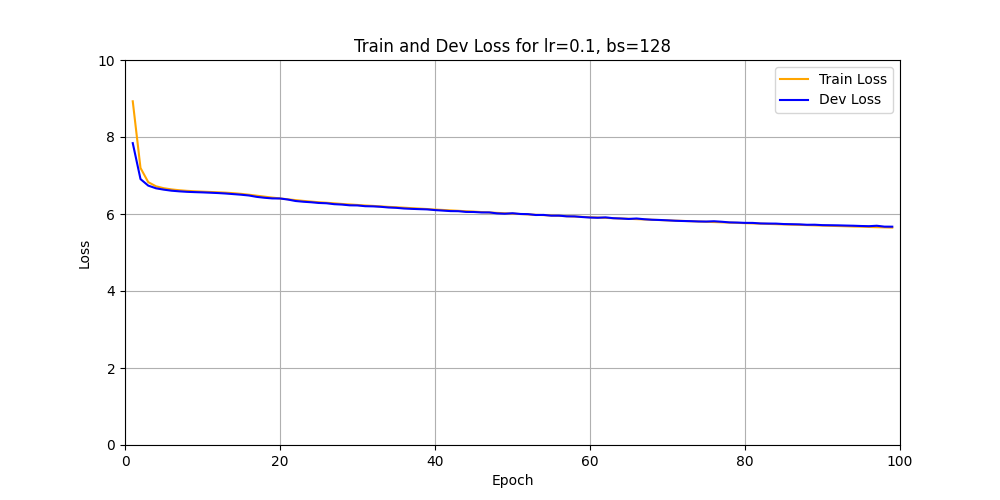 Train and Dev Loss for lr=0.1, bs=128
Train Loss
Dev Loss
10
8
6
4
2
0
Loss
0 20 40 60 80 100
Epoch